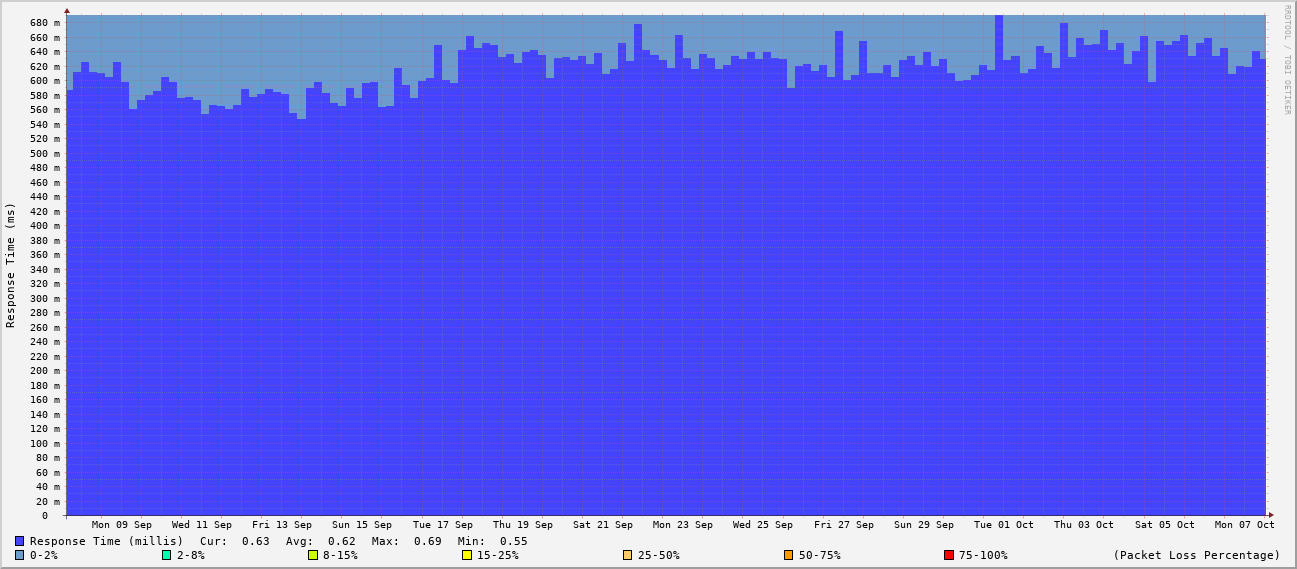 RRDTOOL / TOBI OETIKER
Response Time (ms)
680 m
660 m
640 m
620 m
600 m
580 m
560 m
540 m
520 m
500 m
480 m
460 m
440 m
420 m
400 m
380 m
360 m
340 m
320 m
300 m
280 m
260 m
240 m
220 m
200 m
180 m
160 m
140 m
120 m
100 m
80 m
60 m
40 m
20 m
0
Mon 09 Sep Wed 11 Sep Fri 13 Sep Sun 15 Sep Tue 17 Sep Thu 19 Sep Sat 21 Sep Mon 23 Sep Wed 25 Sep Fri 27 Sep Sun 29 Sep Tue 01 Oct Thu 03 Oct Sat 05 Oct Mon 07 Oct
Response Time (millis) Cur: 0.63 Avg: 0.62 Max: 0.69 Min: 0.55
0-2% 2-8% 8-15% 15-25% 25-50% 50-75% 75-100% (Packet Loss Percentage)